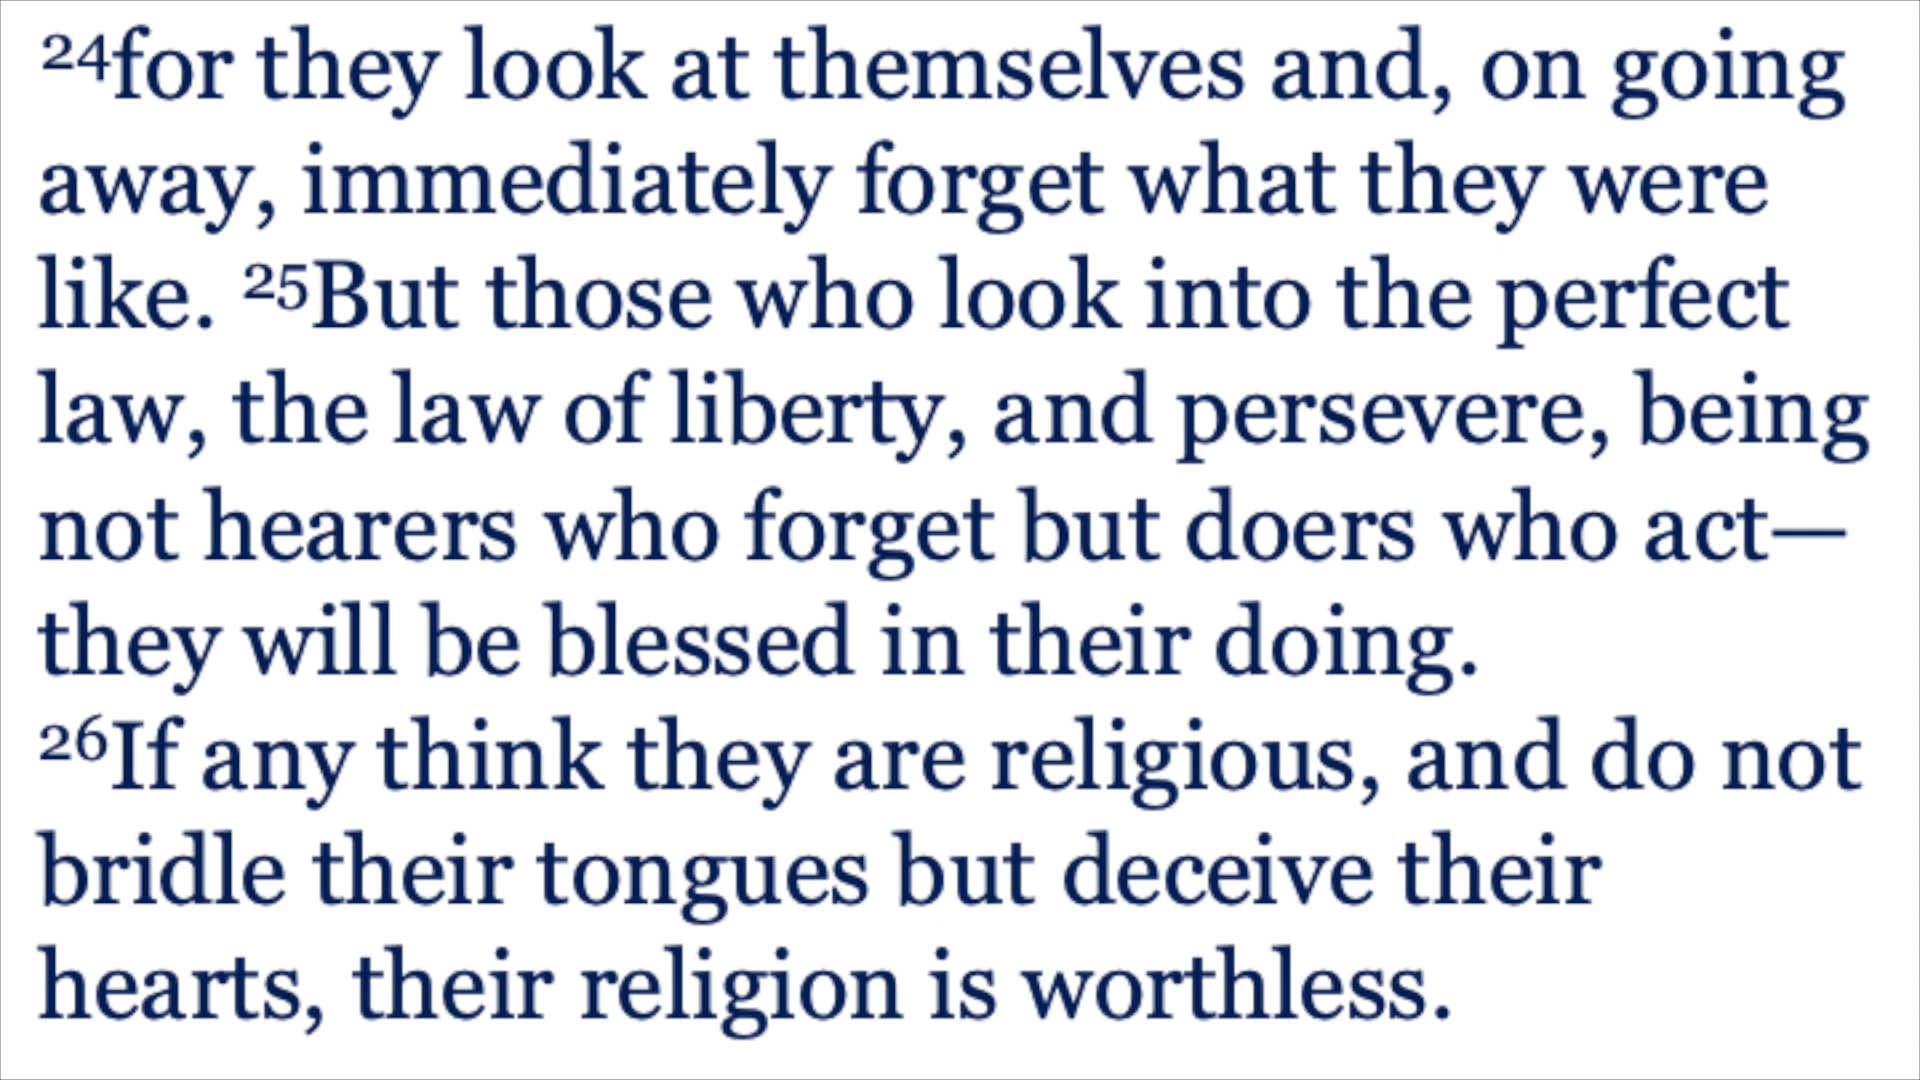 24for they look at themselves and, on going
away, immediately forget what they were
like. 25But those who look into the perfect
law, the law of liberty, and persevere, being
not hearers who forget but doers who act—
they will be blessed in their doing.
26If any think they are religious, and do not
bridle their tongues but deceive their
hearts, their religion is worthless.